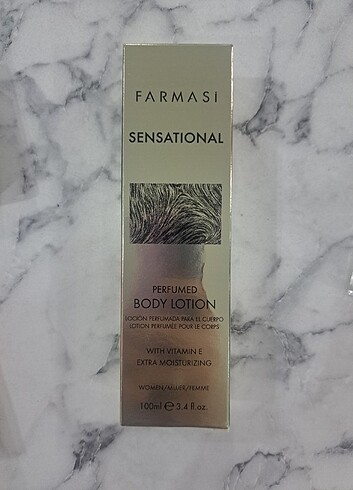 FARMASI
SENSATIONAL
PERFUMED
BODY LOTION
LOCIÓN PERFUMADA PARA EL CUERPO
LOTION PERFUMÉE POUR LE CORPS
WITH VITAMIN E
EXTRA MOISTURIZING
WOMEN/MUJER/FEMME
100ml ℮ 3.4 fl.oz.